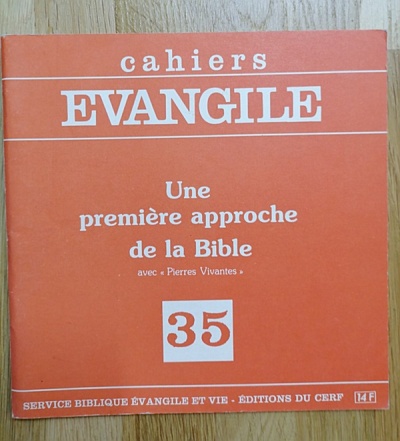 cahiers
EVANGILE
Une
première approche
de la Bible
avec « Pierres Vivantes »
35
SERVICE BIBLIQUE ÉVANGILE ET VIE - ÉDITIONS DU CERF 14 F